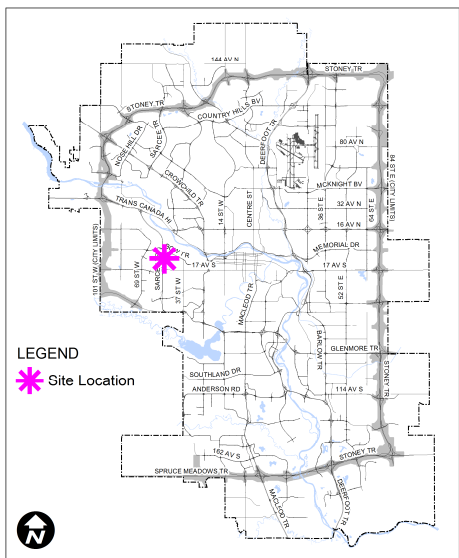 144 AV N
STONEY TR
STONEY TR
COUNTRY HILLS BV
NOSE HILL DR
SARCEE TR
DEERFOOT TR
80 AV N
CROWCHILD TR
MCKNIGHT BV
84 ST E (CITY LIMITS)
TRANS CANADA HI
14 ST W
CENTRE ST
36 ST E
32 AV N
64 ST E
16 AV N
101 ST W (CITY LIMITS)
MEMORIAL DR
TR
17 AV S
17 AV S
69 ST W
SARCEE
37 ST W
52 ST E
MACLEOD TR
BARLOW TR
GLENMORE TR
LEGEND
Site Location
SOUTHLAND DR
STONEY TR
ANDERSON RD
114 AV S
162 AV S
STONEY TR
SPRUCE MEADOWS TR
MACLEOD TR
DEERFOOT TR
N